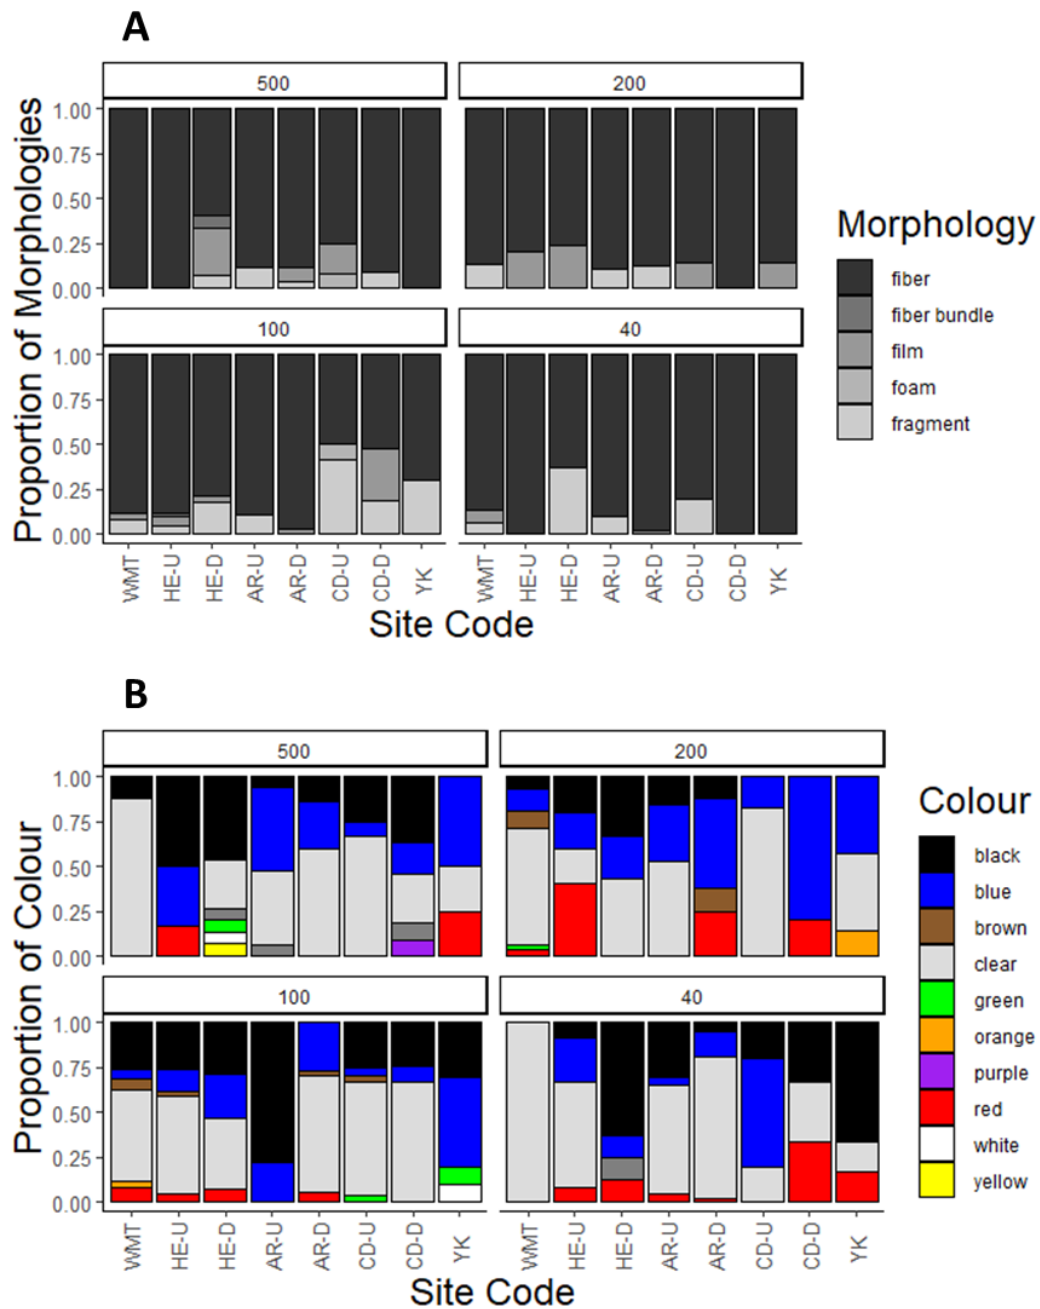 A
500
200
1.00
0.75
0.50
0.25
0.00
100
40
1.00
0.75
0.50
0.25
0.00
Proportion of Morphologies
WMT
HE-U
HE-D
AR-U
AR-D
CD-U
CD-D
YK
WMT
HE-U
HE-D
AR-U
AR-D
CD-U
CD-D
YK
Site Code
Morphology
fiber
fiber bundle
film
foam
fragment
B
500
200
1.00
0.75
0.50
0.25
0.00
100
40
1.00
0.75
0.50
0.25
0.00
Proportion of Colour
WMT
HE-U
HE-D
AR-U
AR-D
CD-U
CD-D
YK
WMT
HE-U
HE-D
AR-U
AR-D
CD-U
CD-D
YK
Site Code
Colour
black
blue
brown
clear
green
orange
purple
red
white
yellow